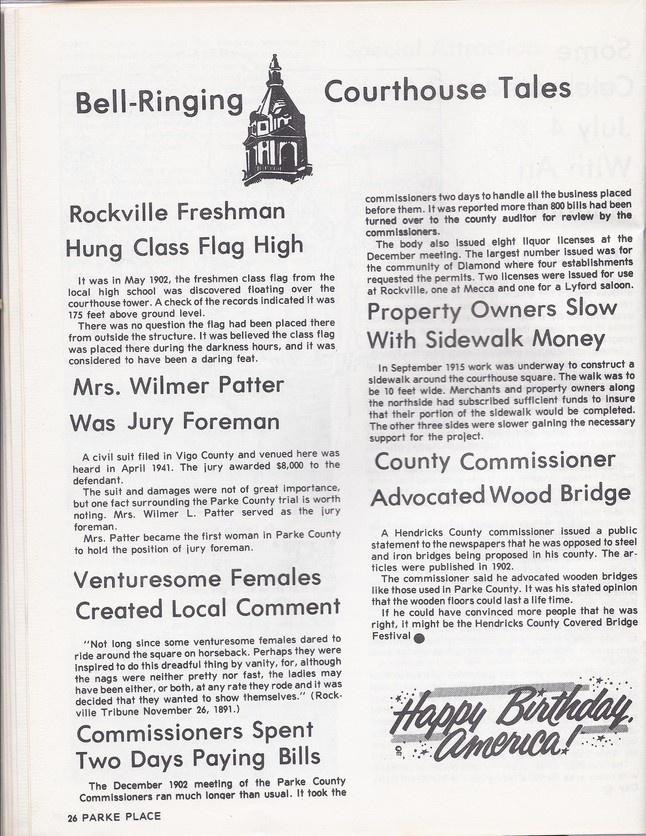 Bell-Ringing Courthouse Tales
Rockville Freshman
Hung Class Flag High
It was in May 1902, the freshmen class flag from the
local high school was discovered floating over the
courthouse tower. A check of the records indicated it was
175 feet above ground level.
There was no question the flag had been placed there
from outside the structure. It was believed the class flag
was placed there during the darkness hours, and it was
considered to have been a daring feat.
Mrs. Wilmer Patter
Was Jury Foreman
A civil suit filed in Vigo County and venued here was
heard in April 1941. The jury awarded $8,000 to the
defendant.
The suit and damages were not of great importance,
but one fact surrounding the Parke County trial is worth
noting. Mrs. Wilmer L. Patter served as the jury
foreman.
Mrs. Patter became the first woman in Parke County
to hold the position of jury foreman.
Venturesome Females
Created Local Comment
"Not long since some venturesome females dared to
ride around the square on horseback. Perhaps they were
inspired to do this dreadful thing by vanity, for, although
the nags were neither pretty nor fast, the ladies may
have been either, or both, at any rate they rode and it was
decided that they wanted to show themselves." (Rock-
ville Tribune November 26, 1891.)
Commissioners Spent
Two Days Paying Bills
The December 1902 meeting of the Parke County
Commissioners ran much longer than usual. It took the
commissioners two days to handle all the business placed
before them. It was reported more than 800 bills had been
turned over to the county auditor for review by the
commissioners.
The body also issued eight liquor licenses at the
December meeting. The largest number issued was for
the community of Diamond where four establishments
requested the permits. Two licenses were issued for use
at Rockville, one at Mecca and one for a Lyford saloon.
Property Owners Slow
With Sidewalk Money
In September 1915 work was underway to construct a
sidewalk around the courthouse square. The walk was to
be 10 feet wide. Merchants and property owners along
the northside had subscribed sufficient funds to insure
that their portion of the sidewalk would be completed.
The other three sides were slower gaining the necessary
support for the project.
County Commissioner
Advocated Wood Bridge
A Hendricks County commissioner issued a public
statement to the newspapers that he was opposed to steel
and iron bridges being proposed in his county. The ar-
ticles were published in 1902.
The commissioner said he advocated wooden bridges
like those used in Parke County. It was his stated opinion
that the wooden floors could last a life time.
If he could have convinced more people that he was
right, it might be the Hendricks County Covered Bridge
Festival
Happy Birthday,
America!
26 PARKE PLACE